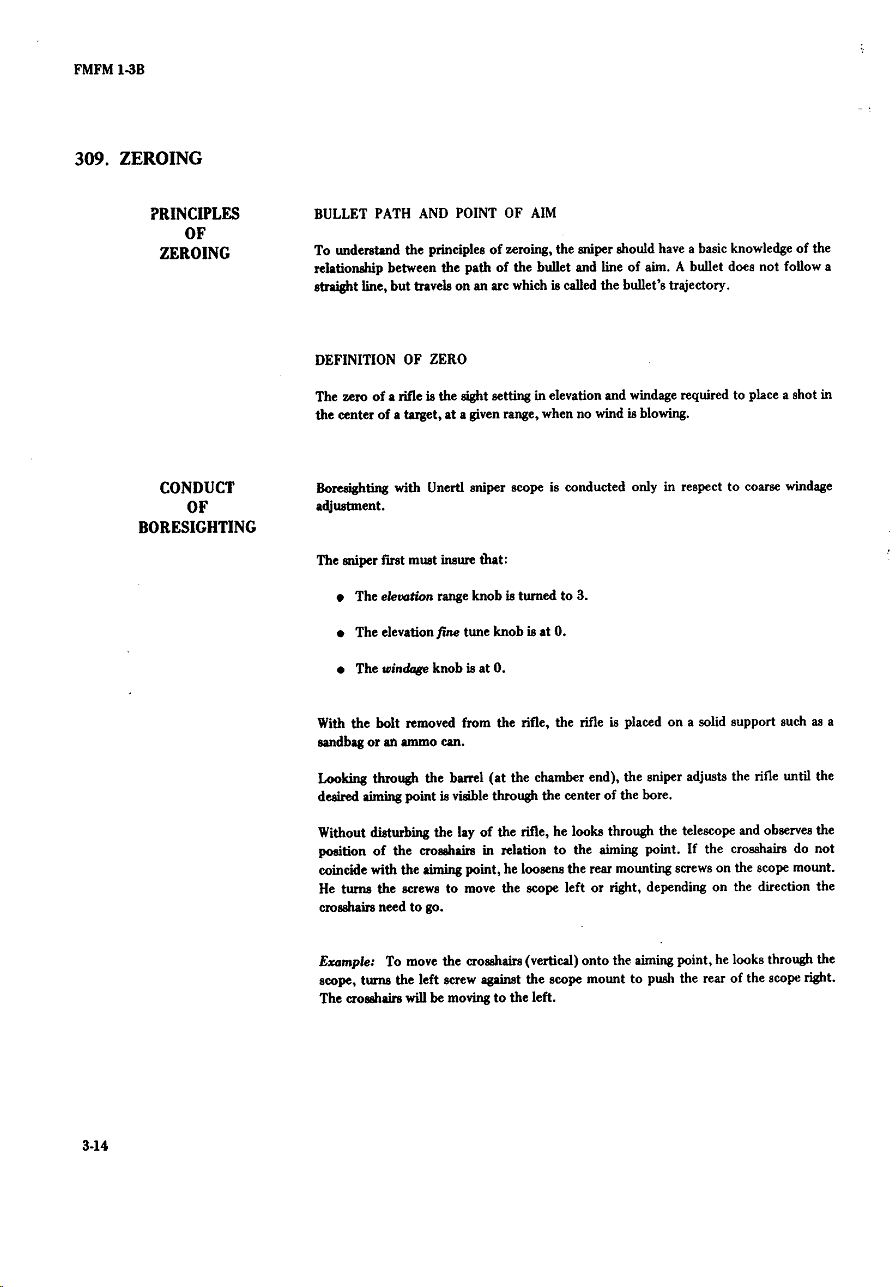 FMFM 1-3B
309. ZEROING
PRINCIPLES
OF
ZEROING
BULLET PATH AND POINT OF AIM
To understand the principles of zeroing, the sniper should have a basic knowledge of the
relationship between the path of the bullet and line of aim. A bullet does not follow a
straight line, but travels on an arc which is called the bullet's trajectory.
DEFINITION OF ZERO
The zero of a rifle is the sight setting in elevation and windage required to place a shot in
the center of a target, at a given range, when no wind is blowing.
CONDUCT
OF
BORESIGHTING
Boresighting with Unertl sniper scope is conducted only in respect to coarse windage
adjustment.
The sniper first must insure that:
• The elevation range knob is turned to 3.
• The elevation fine tune knob is at 0.
• The windage knob is at 0.
With the bolt removed from the rifle, the rifle is placed on a solid support such as a
sandbag or an ammo can.
Looking through the barrel (at the chamber end), the sniper adjusts the rifle until the
desired aiming point is visible through the center of the bore.
Without disturbing the lay of the rifle, he looks through the telescope and observes the
position of the crosshairs in relation to the aiming point. If the crosshairs do not
coincide with the aiming point, he loosens the rear mounting screws on the scope mount.
He turns the screws to move the scope left or right, depending on the direction the
crosshairs need to go.
Example: To move the crosshairs (vertical) onto the aiming point, he looks through the
scope, turns the left screw against the scope mount to push the rear of the scope right.
The crosshairs will be moving to the left.
3-14